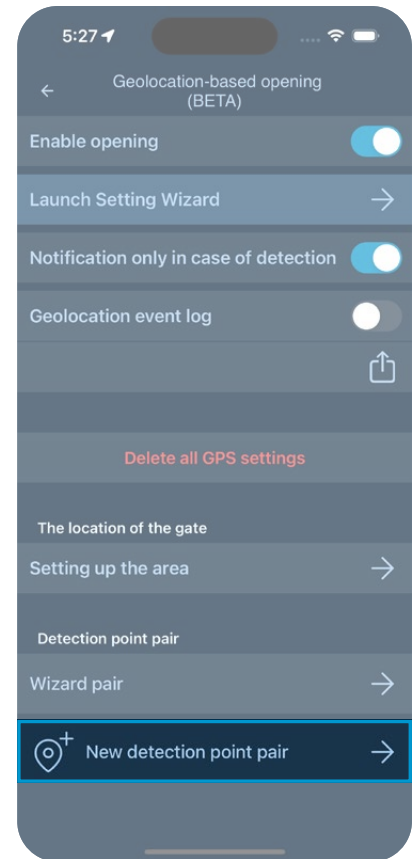 5:27
Geolocation-based opening
(BETA)
Enable opening
Launch Setting Wizard
Notification only in case of detection
Geolocation event log
Delete all GPS settings
The location of the gate
Setting up the area
Detection point pair
Wizard pair
New detection point pair